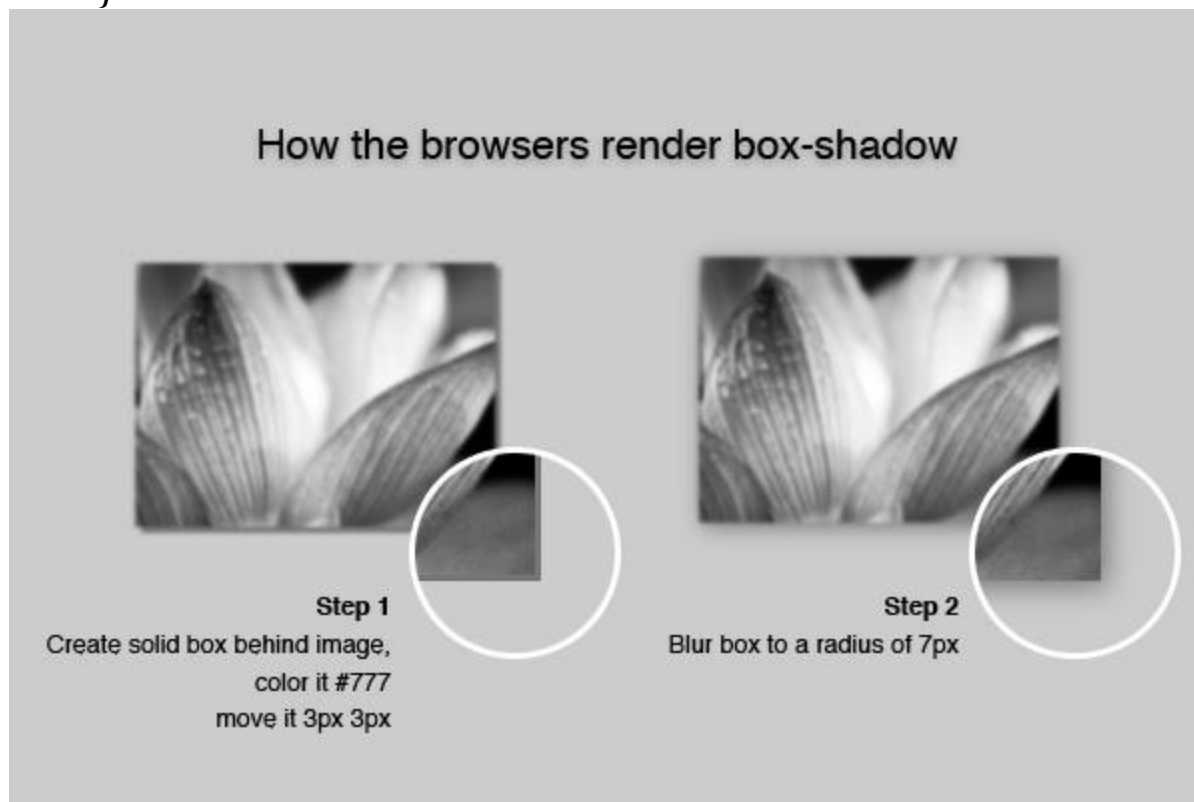 How the browsers render box-shadow
Step 1
Create solid box behind image,
color it #777
move it 3px 3px
Step 2
Blur box to a radius of 7px